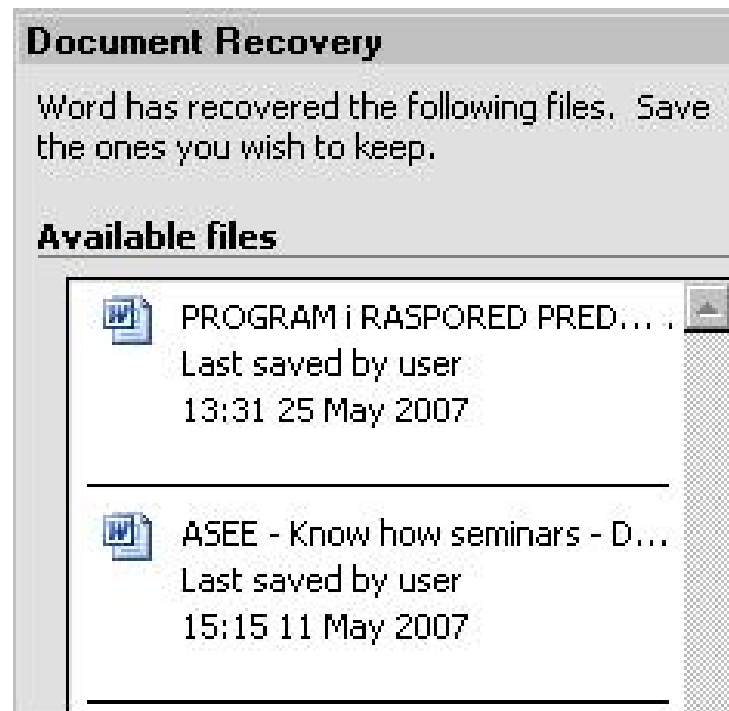 Document Recovery
Word has recovered the following files. Save
the ones you wish to keep.
Available files
PROGRAM i RASPORED PRED... .
Last saved by user
13:31 25 May 2007
ASEE - Know how seminars - D...
Last saved by user
15:15 11 May 2007